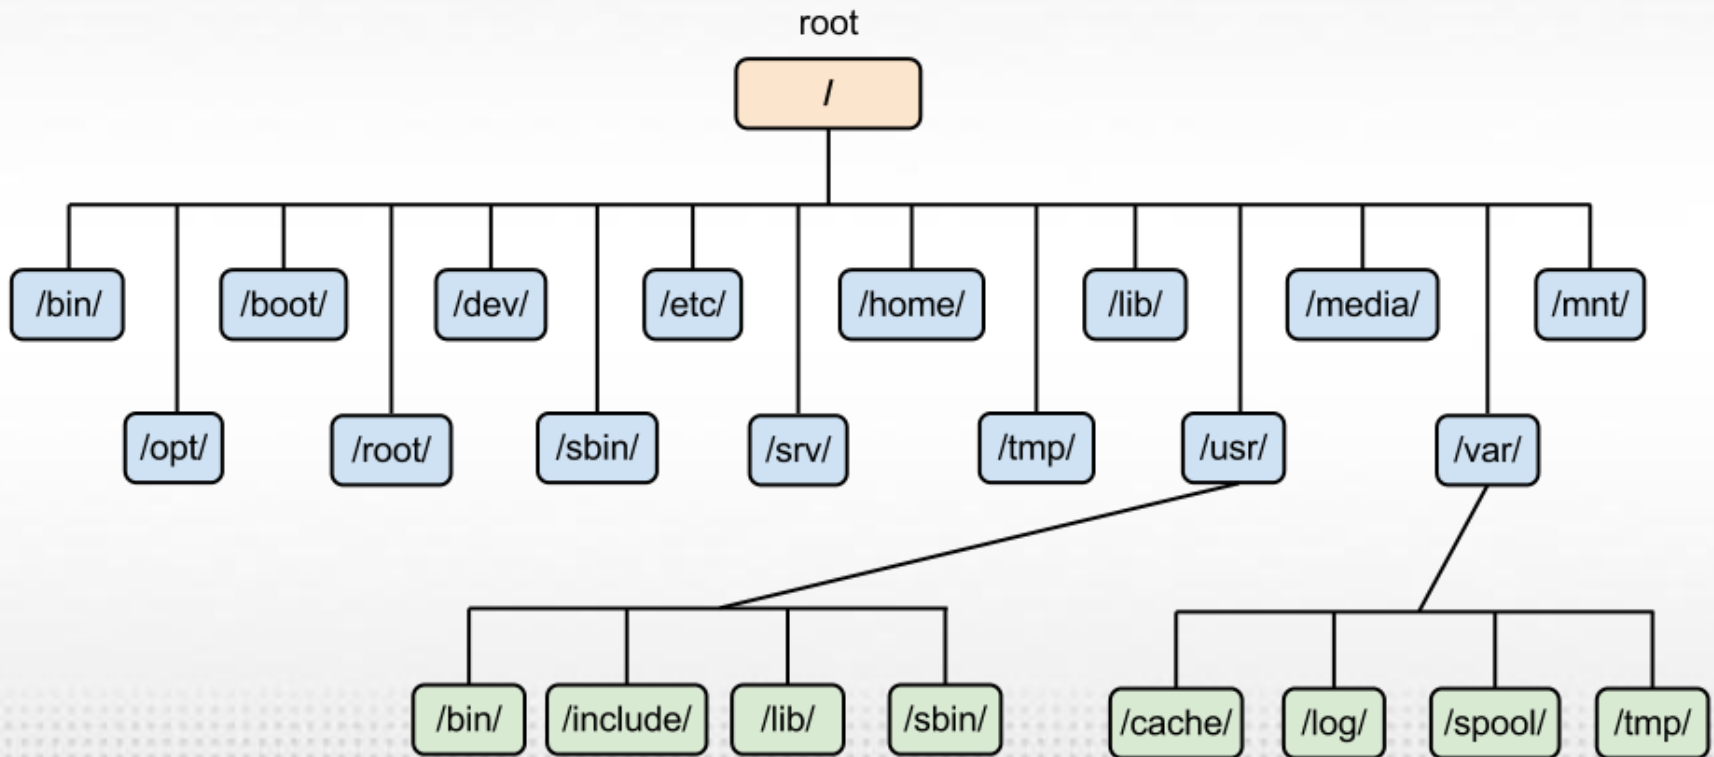 root
/
/bin/
/boot/
/dev/
/etc/
/home/
/lib/
/media/
/mnt/
/opt/
/root/
/sbin/
/srv/
/tmp/
/usr/
/var/
/bin/
/include/
/lib/
/sbin/
/cache/
/log/
/spool/
/tmp/